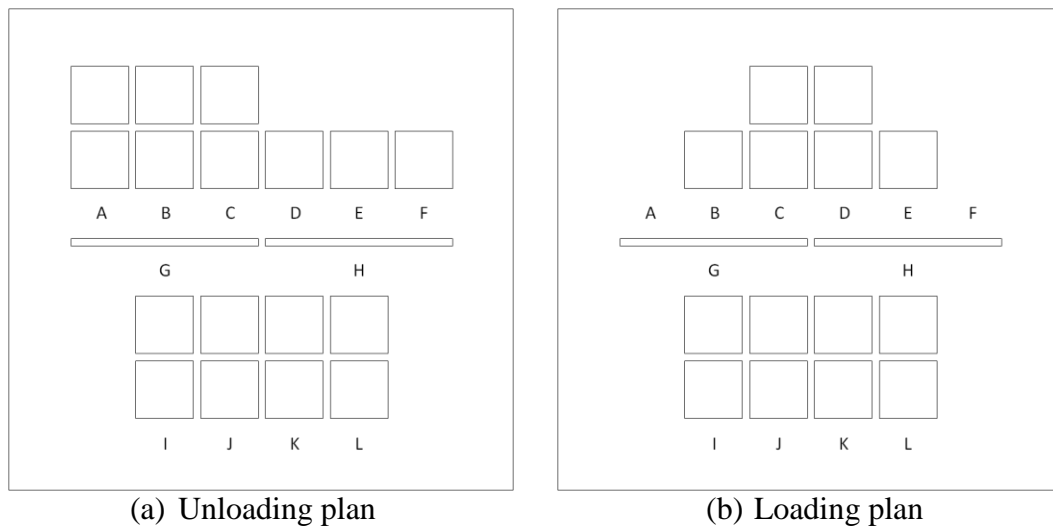 A B C D E F
G H
I J K L
(a) Unloading plan
A B C D E F
G H
I J K L
(b) Loading plan